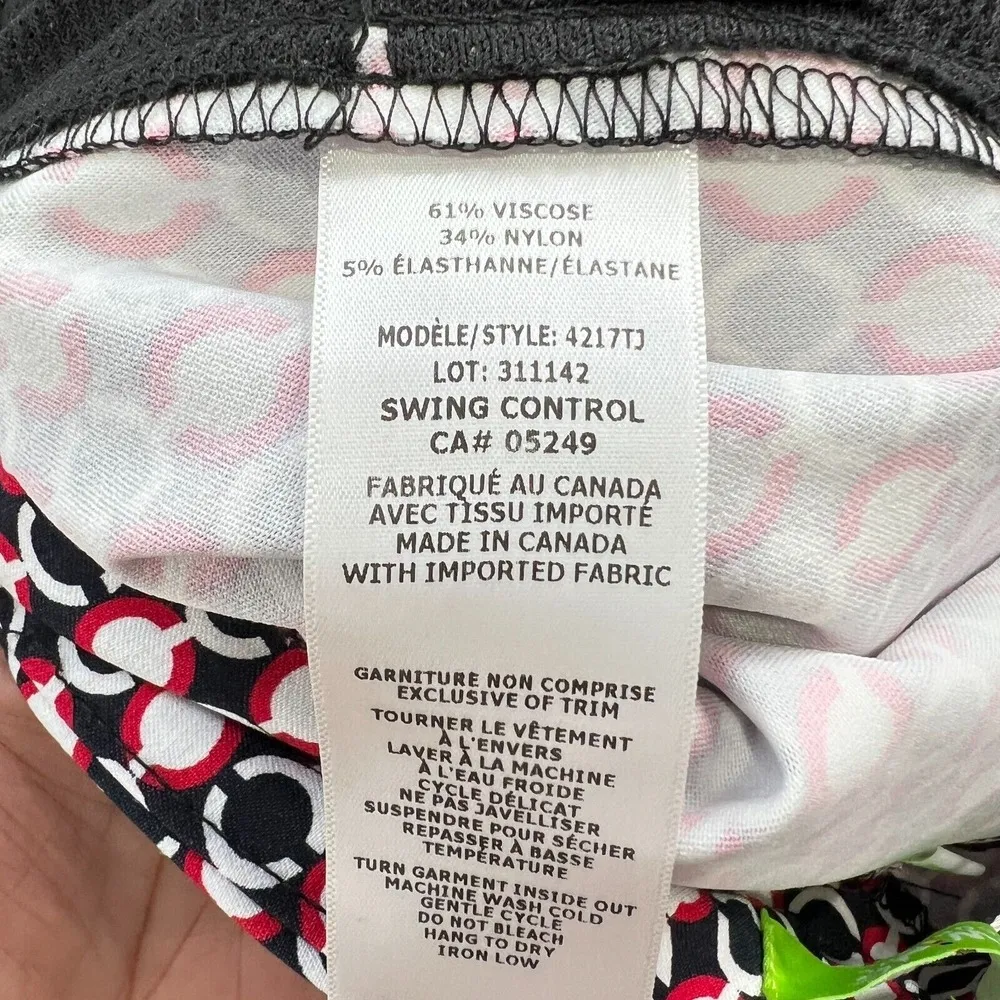 61% VISCOSE
34% NYLON
5% ÉLASTHANNE/ÉLASTANE
MODÈLE/STYLE: 4217TJ
LOT: 311142
SWING CONTROL
CA# 05249
FABRIQUÉ AU CANADA
AVEC TISSU IMPORTÉ
MADE IN CANADA
WITH IMPORTED FABRIC
GARNITURE NON COMPRISE
EXCLUSIVE OF TRIM
TOURNER LE VÊTEMENT
À L'ENVERS
LAVER À LA MACHINE
À L'EAU FROIDE
CYCLE DÉLICAT
NE PAS JAVELLISER
SUSPENDRE POUR SÉCHER
REPASSER À BASSE
TEMPÉRATURE
TURN GARMENT INSIDE OUT
MACHINE WASH COLD
GENTLE CYCLE
DO NOT BLEACH
HANG TO DRY
IRON LOW